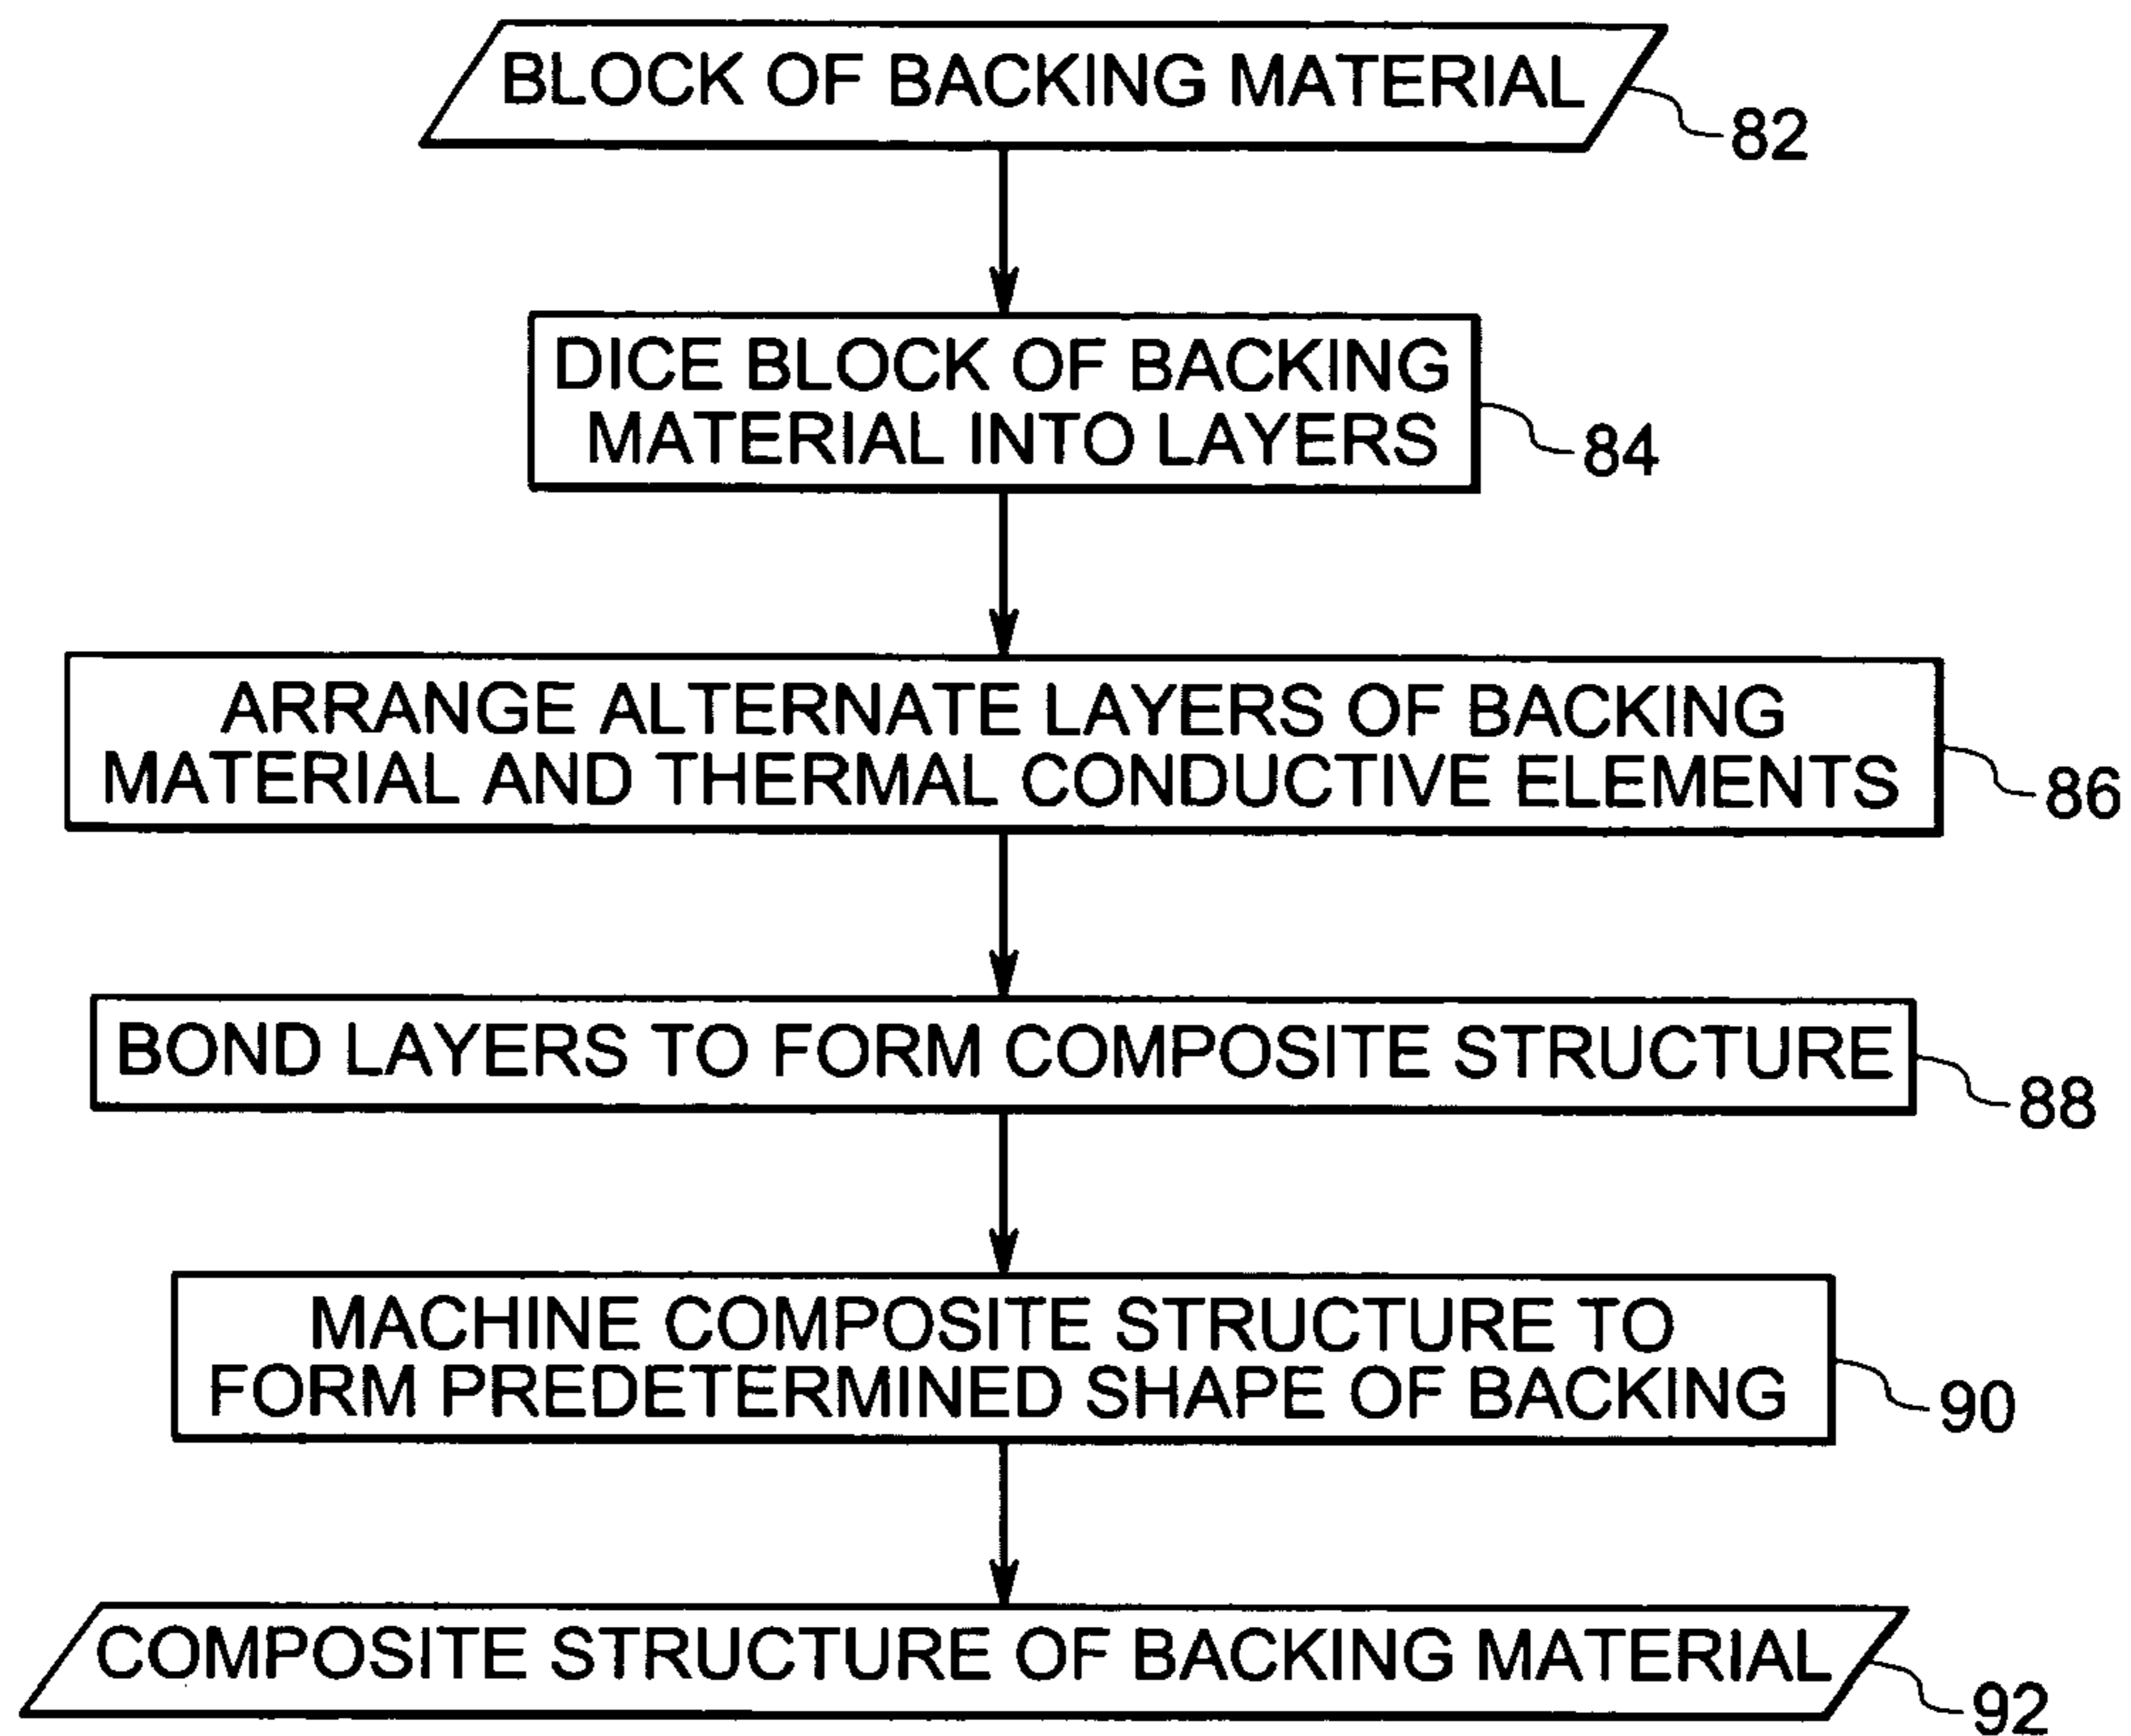 BLOCK OF BACKING MATERIAL
82
DICE BLOCK OF BACKING
MATERIAL INTO LAYERS
84
ARRANGE ALTERNATE LAYERS OF BACKING
MATERIAL AND THERMAL CONDUCTIVE ELEMENTS
86
BOND LAYERS TO FORM COMPOSITE STRUCTURE
88
MACHINE COMPOSITE STRUCTURE TO
FORM PREDETERMINED SHAPE OF BACKING
90
COMPOSITE STRUCTURE OF BACKING MATERIAL
92